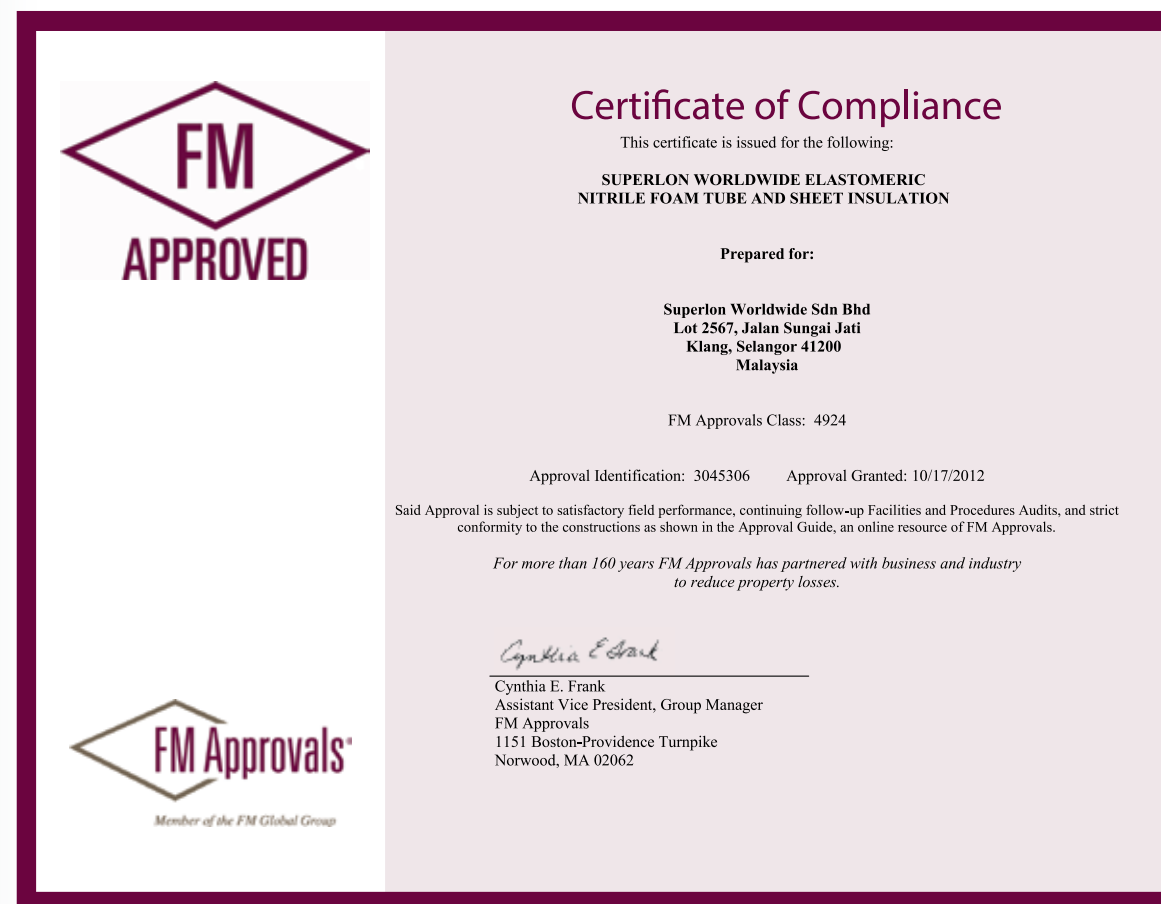 FM
APPROVED
Certificate of Compliance
This certificate is issued for the following:
SUPERLON WORLDWIDE ELASTOMERIC
NITRILE FOAM TUBE AND SHEET INSULATION
Prepared for:
Superlon Worldwide Sdn Bhd
Lot 2567, Jalan Sungai Jati
Klang, Selangor 41200
Malaysia
FM Approvals Class: 4924
Approval Identification: 3045306 Approval Granted: 10/17/2012
Said Approval is subject to satisfactory field performance, continuing follow-up Facilities and Procedures Audits, and strict
conformity to the constructions as shown in the Approval Guide, an online resource of FM Approvals.
For more than 160 years FM Approvals has partnered with business and industry
to reduce property losses.
Cynthia E Frank
Cynthia E. Frank
Assistant Vice President, Group Manager
FM Approvals
1151 Boston-Providence Turnpike
Norwood, MA 02062
FM Approvals
Member of the FM Global Group